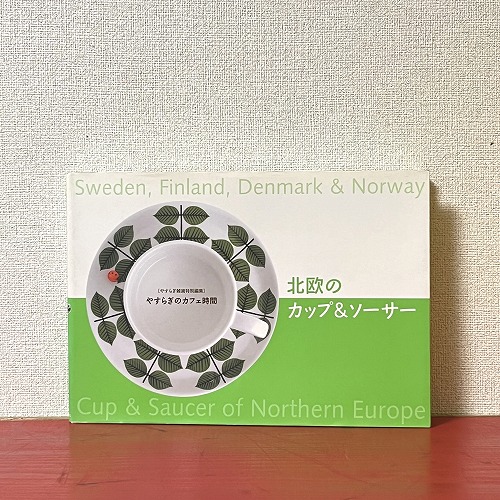 Sweden, Finland, Denmark & Norway
[やすらぎ雑貨特別編集]
やすらぎのカフェ時間
北欧の
カップ&ソーサー
Cup & Saucer of Northern Europe